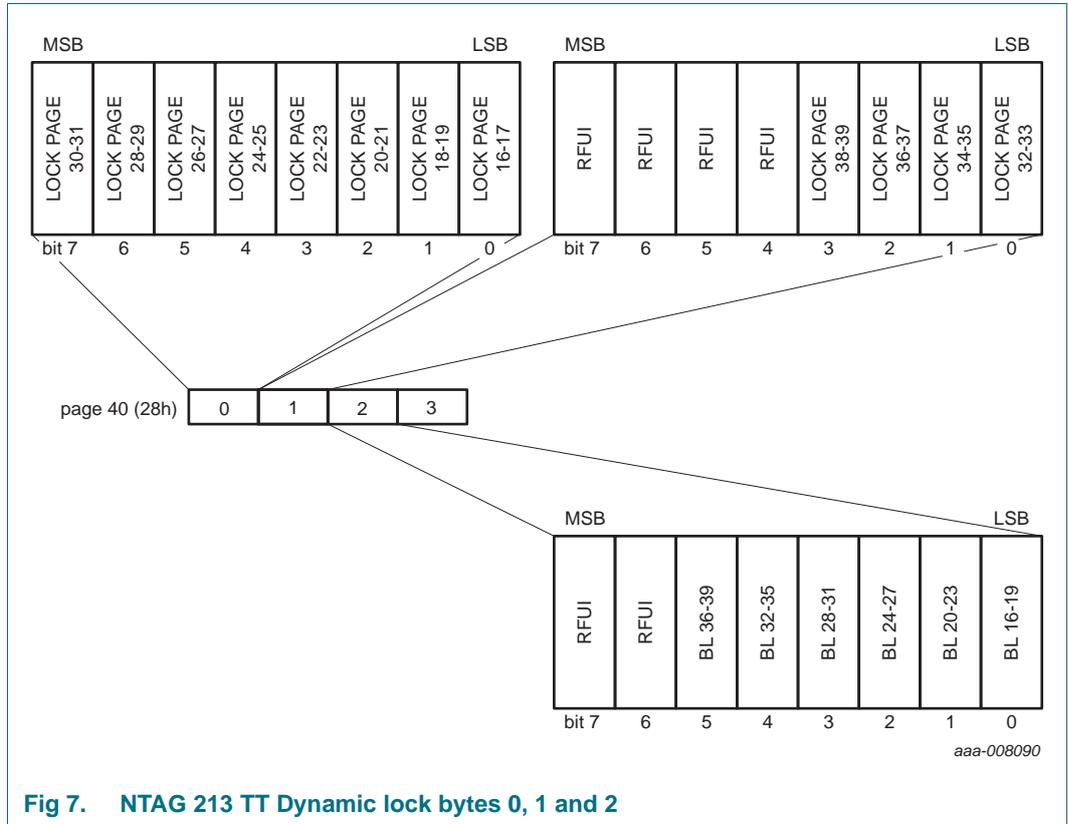 MSB LSB
LOCK PAGE
30-31
LOCK PAGE
28-29
LOCK PAGE
26-27
LOCK PAGE
24-25
LOCK PAGE
22-23
LOCK PAGE
20-21
LOCK PAGE
18-19
LOCK PAGE
16-17
bit 7 6 5 4 3 2 1 0
MSB LSB
RFUI
RFUI
RFUI
RFUI
LOCK PAGE
38-39
LOCK PAGE
36-37
LOCK PAGE
34-35
LOCK PAGE
32-33
bit 7 6 5 4 3 2 1 0
page 40 (28h) 0 1 2 3
MSB LSB
RFUI
RFUI
BL 36-39
BL 32-35
BL 28-31
BL 24-27
BL 20-23
BL 16-19
bit 7 6 5 4 3 2 1 0
aaa-008090
Fig 7. NTAG 213 TT Dynamic lock bytes 0, 1 and 2